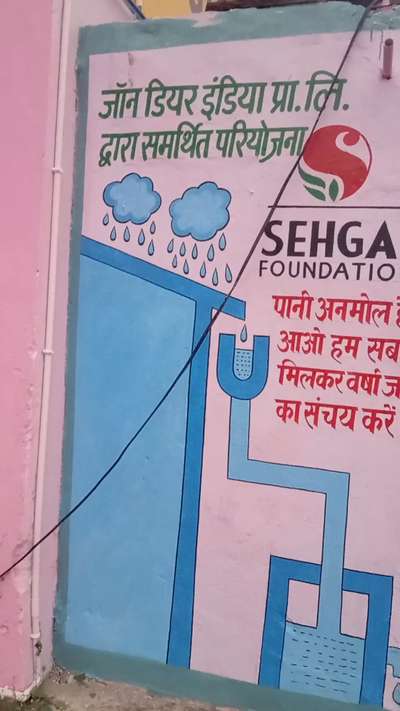 जॉन डियर इंडिया प्रा. लि.
द्वारा समर्थित परियोजना
SEHGA
FOUNDATIO
पानी अनमोल है
आओ हम सब
मिलकर वर्षा ज
का संचय करें